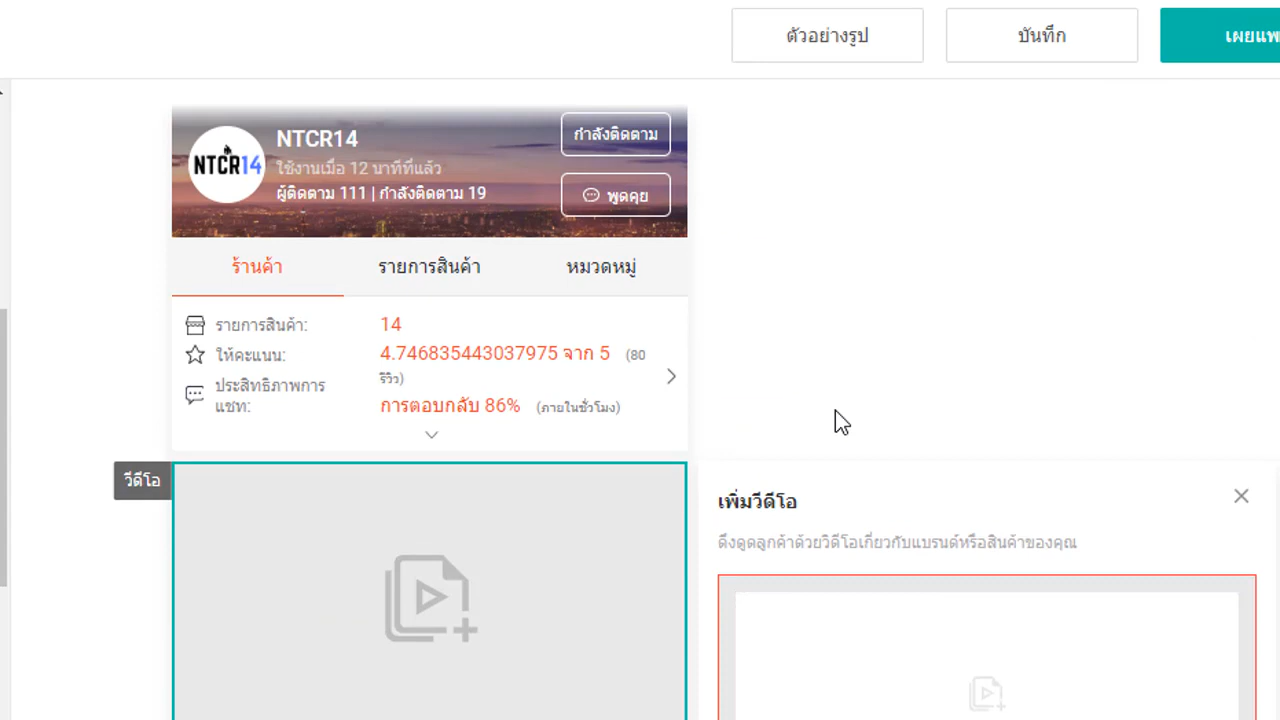 ตัวอย่างรูป
บันทึก
เผยแพ
NTCR14
NTCR14
ใช้งานเมื่อ 12 นาทีที่แล้ว
ผู้ติดตาม 111 | กำลังติดตาม 19
กำลังติดตาม
พูดคุย
ร้านค้า
รายการสินค้า
หมวดหมู่
รายการสินค้า:
14
ให้คะแนน:
4.746835443037975 จาก 5 (80
รีวิว)
ประสิทธิภาพการ
แชท:
การตอบกลับ 86% (ภายในชั่วโมง)
วีดีโอ
เพิ่มวีดีโอ
ดึงดูดลูกค้าด้วยวิดีโอเกี่ยวกับแบรนด์หรือสินค้าของคุณ